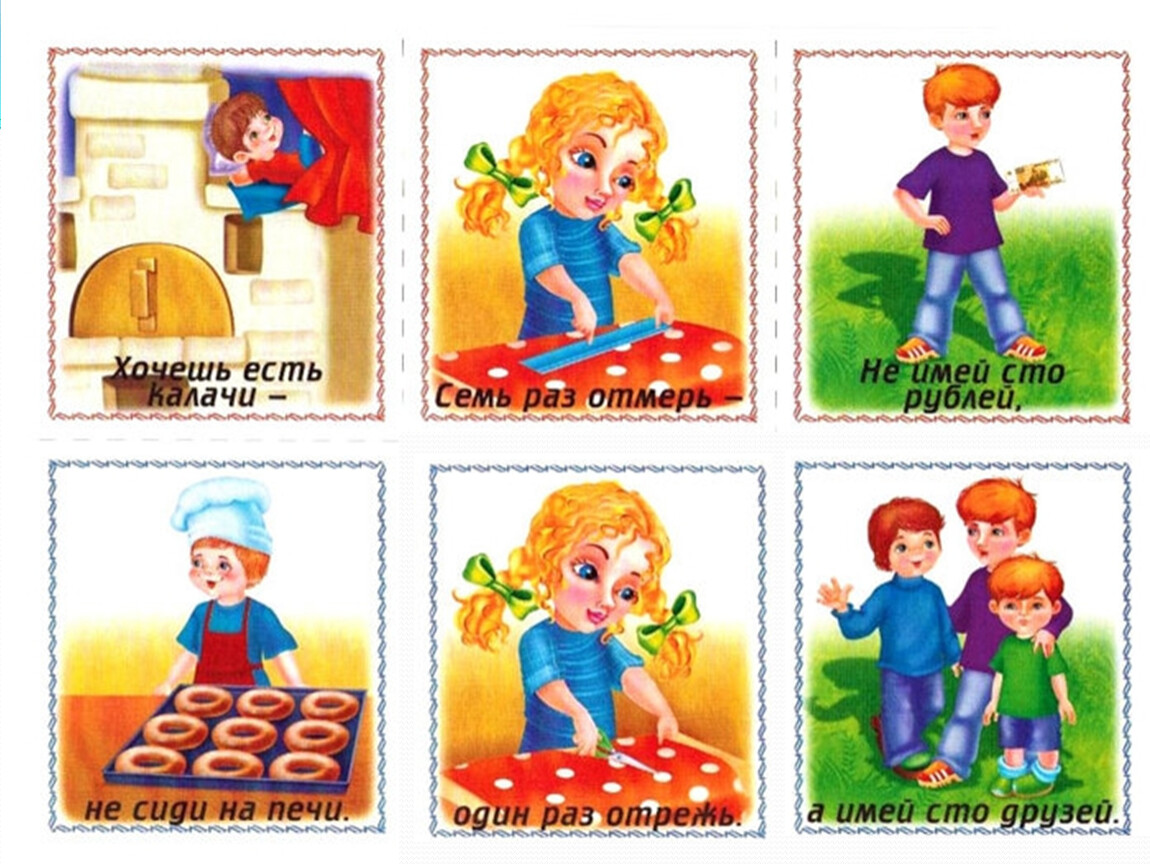 Хочешь есть
калачи –
Семь раз отмерь –
Не имей сто
рублей,
не сиди на печи.
один раз отрежь.
а имей сто друзей.